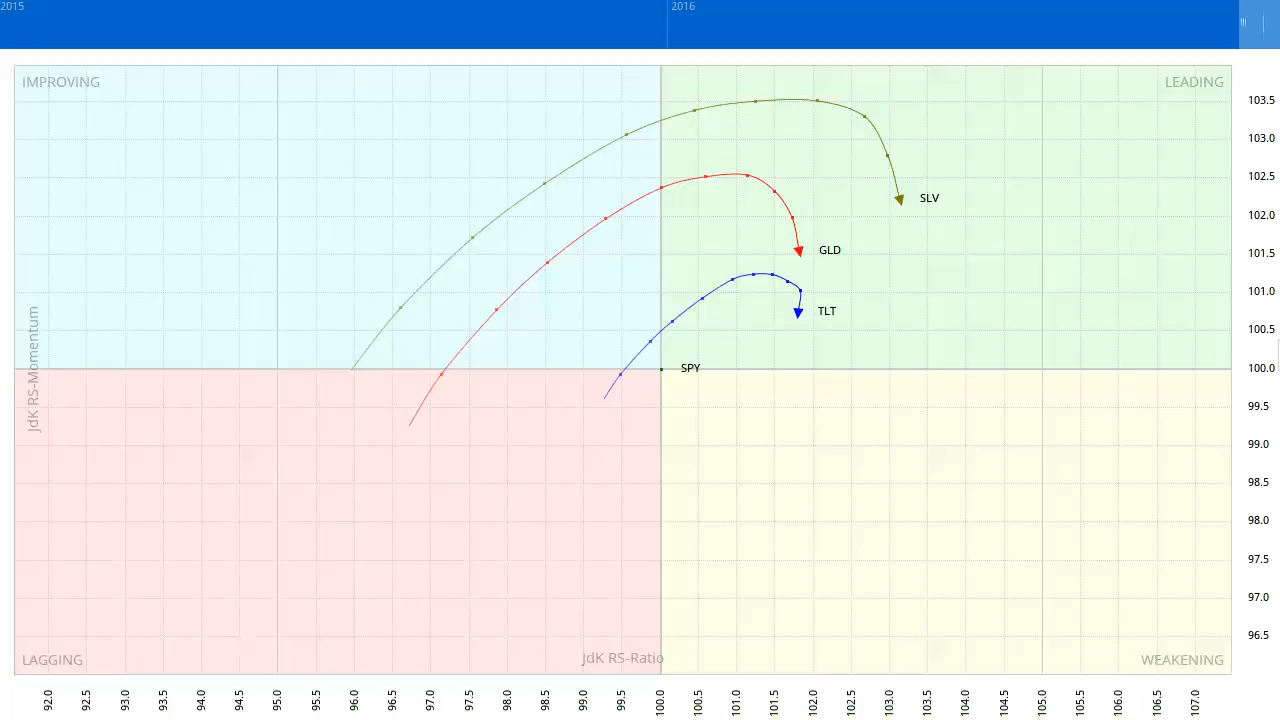 2015
2016
IMPROVING
LEADING
103.5
103.0
102.5
SLV
102.0
GLD
101.5
101.0
TLT
100.5
SPY
100.0
JdK RS-Momentum
99.5
99.0
98.5
98.0
97.5
97.0
96.5
LAGGING
JdK RS-Ratio
WEAKENING
92.0 92.5 93.0 93.5 94.0 94.5 95.0 95.5 96.0 96.5 97.0 97.5 98.0 98.5 99.0 99.5 100.0 100.5 101.0 101.5 102.0 102.5 103.0 103.5 104.0 104.5 105.0 105.5 106.0 106.5 107.0